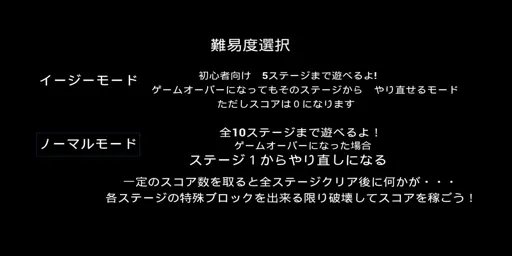 難易度選択
イージーモード
初心者向け　5ステージまで遊べるよ!
ゲームオーバーになってもそのステージから　やり直せるモード
ただしスコアは０になります
ノーマルモード
全10ステージまで遊べるよ！
ゲームオーバーになった場合
ステージ１からやり直しになる
一定のスコア数を取ると全ステージクリア後に何かが・・・
各ステージの特殊ブロックを出来る限り破壊してスコアを稼ごう！